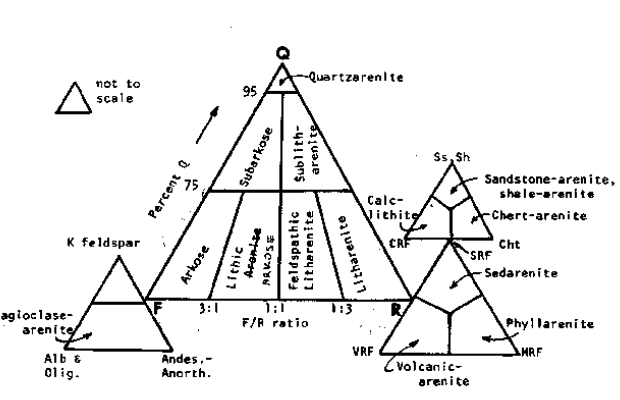 Q
Quartzarenite
not to
scale
95
Percent Q
Subarkose
Sublith-
arenite
75
Ss,Sh
Sandstone-arenite,
shale-arenite
Calc-
lithite
Chert-arenite
CRF
Cht
SRF
K feldspar
Arkose
Lithic
Arenite
ARKOSE
Feldspathic
Litharenite
Litharenite
Sedarenite
F
3:1
1:1
1:3
R
F/R ratio
agioclase-
arenite
Phyllarenite
VRF
MRF
Volcanic-
arenite
Alb &
Olig.
Andes.-
Anorth.